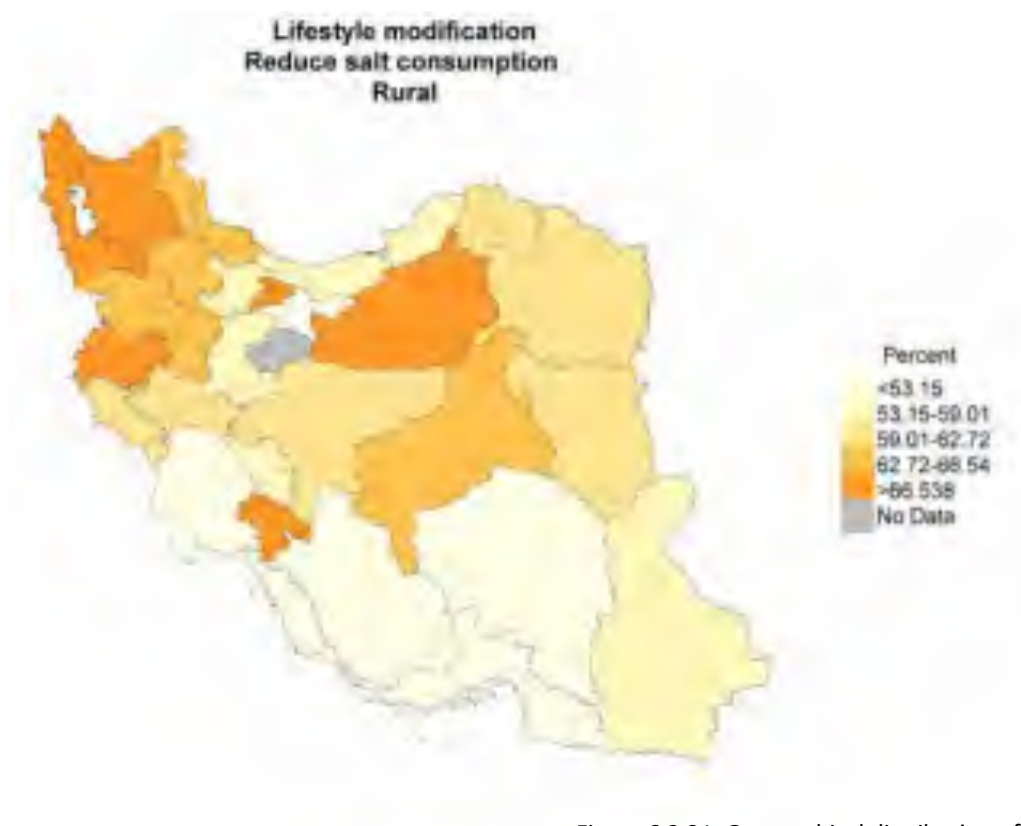 Lifestyle modification
Reduce salt consumption
Rural
Percent
<53.15
53.15-59.01
59.01-62.72
62.72-66.54
>66.538
No Data